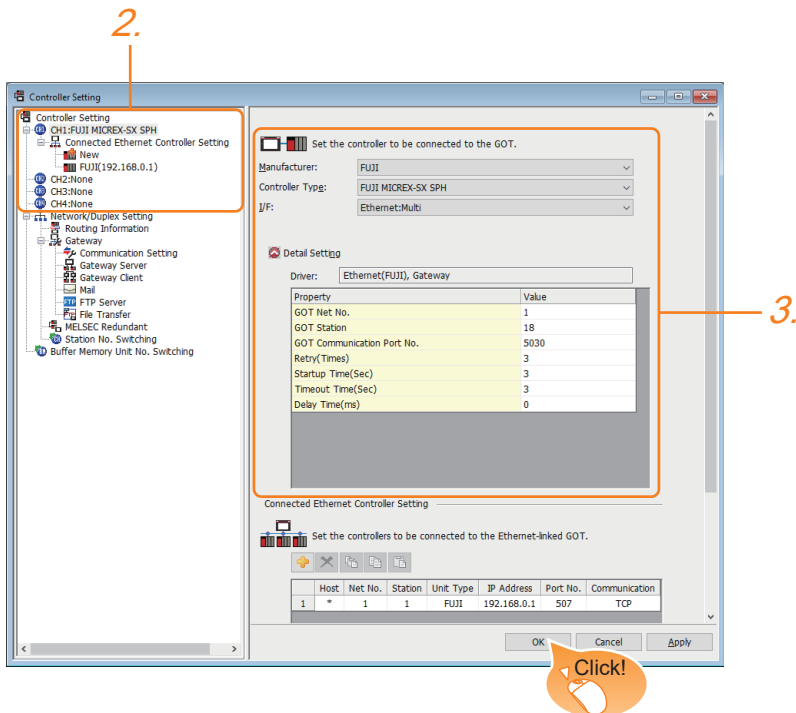 2.
Controller Setting
Controller Setting
CH1:FUJI MICREX-SX SPH
Connected Ethernet Controller Setting
New
FUJI(192.168.0.1)
CH2:None
CH3:None
CH4:None
Network/Duplex Setting
Routing Information
Gateway
Communication Setting
Gateway Server
Gateway Client
Mail
FTP Server
File Transfer
MELSEC Redundant
Station No. Switching
Buffer Memory Unit No. Switching
Set the controller to be connected to the GOT.
Manufacturer: FUJI
Controller Type: FUJI MICREX-SX SPH
I/F: Ethernet:Multi
Detail Setting
Driver: Ethernet(FUJI), Gateway
Property Value
GOT Net No. 1
GOT Station 18
GOT Communication Port No. 5030
Retry(Times) 3
Startup Time(Sec) 3
Timeout Time(Sec) 3
Delay Time(ms) 0
3.
Connected Ethernet Controller Setting
Set the controllers to be connected to the Ethernet-linked GOT.
Host Net No. Station Unit Type IP Address Port No. Communication
1 * 1 1 FUJI 192.168.0.1 507 TCP
OK Cancel Apply
Click!